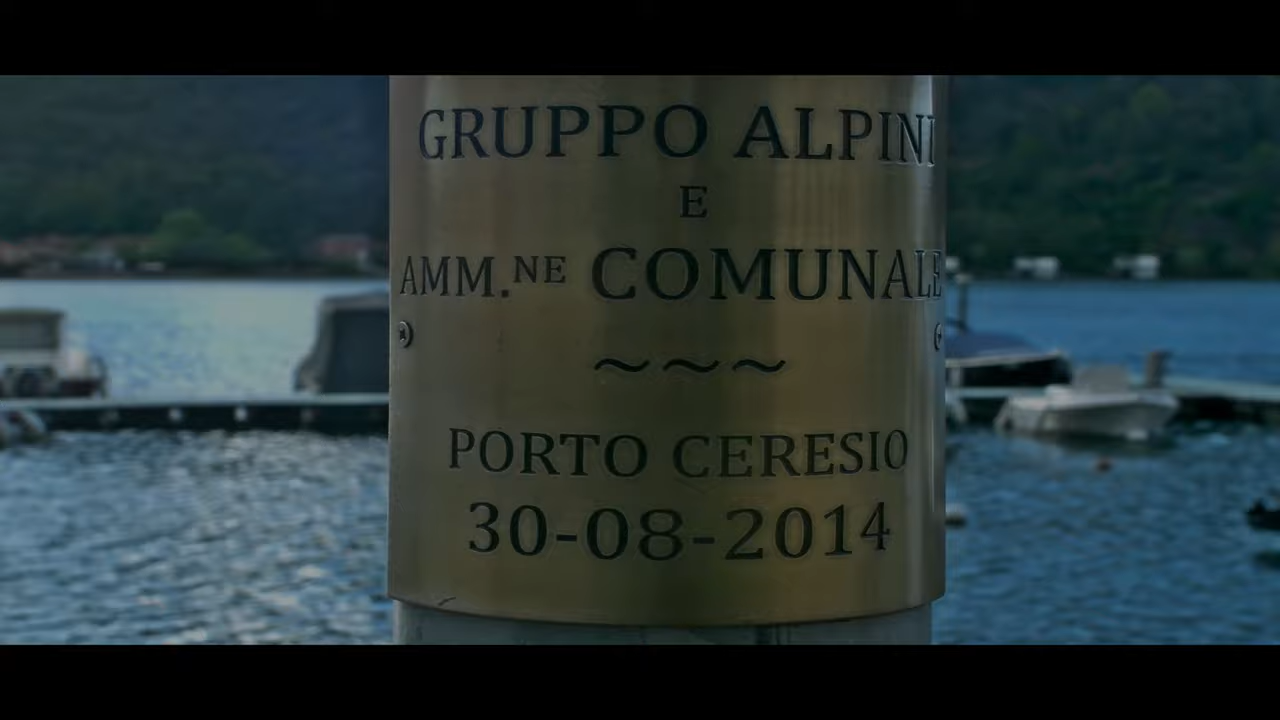 GRUPPO ALPINI
E
AMM.NE COMUNALE
~~~
PORTO CERESIO
30-08-2014